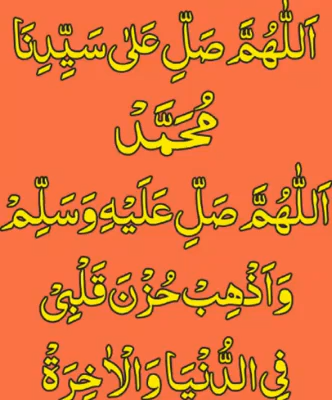 اَللّٰهُمَّ صَلِّ عَلٰى سَيِّدِنَا
مُحَمَّدْ
اَللّٰهُمَّ صَلِّ عَلَيْهِ وَسَلِّمْ
وَاَذْهِبْ حُزْنَ قَلْبِيْ
فِى الدُّنْيَا وَالْاٰخِرَةْ